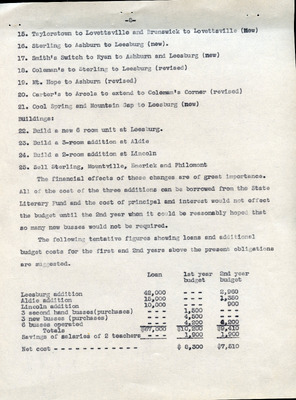 -2-
15. Tayloretown to Lovettsville and Brunswick to Lovettsville (New)
16. Sterling to Ashburn to Leesburg (new).
17. Smith's Switch to Ryan to Ashburn and Leesburg (new)
18. Coleman's to Sterling to Leesburg (revised)
19. Mt. Hope to Ashburn (revised)
20. Carter's to Arcola to extend to Coleman's Corner (revised)
21. Cool Spring and Mountain Gap to Leesburg (new)
Buildings:
22. Build a new 6 room unit at Leesburg.
23. Build a 3-room addition at Aldie
24. Build a 2-room addition at Lincoln
25. Sell Sterling, Mountville, and Philomont
The financial effects of these changes are of great importance.
All of the cost of the three additions can be borrowed from the State
Literary Fund and the cost of principal and interest would not effect
the budget until the 2nd year when it could be reasonably hoped that
so many new busses would not be required.
The following tentative figures showing loans and additional
budget costs for the first and 2nd years above the present obligations
are suggested.
Loan 1st year budget 2nd year budget
Leesburg addition 42,000 - - - 2,960
Aldie addition 15,000 - - - 1,350
Lincoln addition 10,000 - - - 900
3 second hand busses(purchases) - - - 1,500 - - -
3 new busses (purchases) - - - 4,500 - - -
6 busses operated - - - 4,200 4,200
Totals $67,000 $10,200 $9,410
Savings of salaries of 2 teachers - - - 1,900 1,900
Net cost - - - - - - - - - - - - - $ 8,300 $7,510